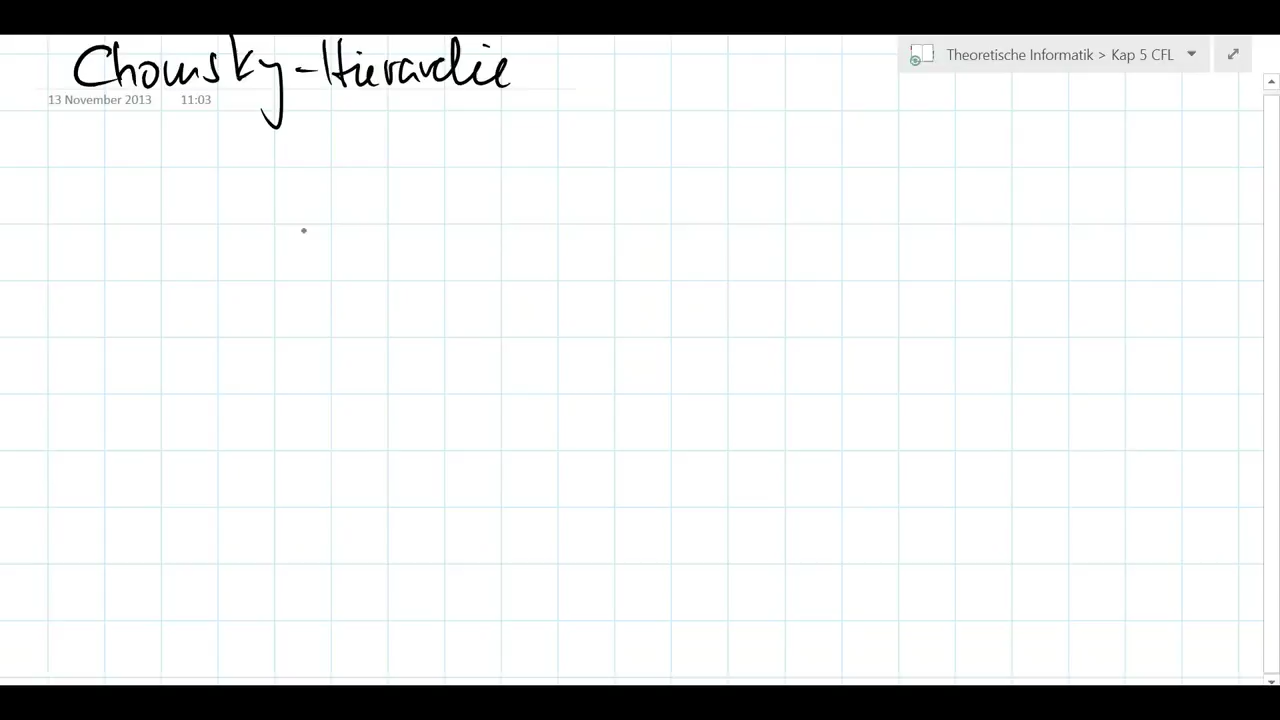 Chomsky-Hierarchie
Theoretische Informatik > Kap 5 CFL
13 November 2013 11:03